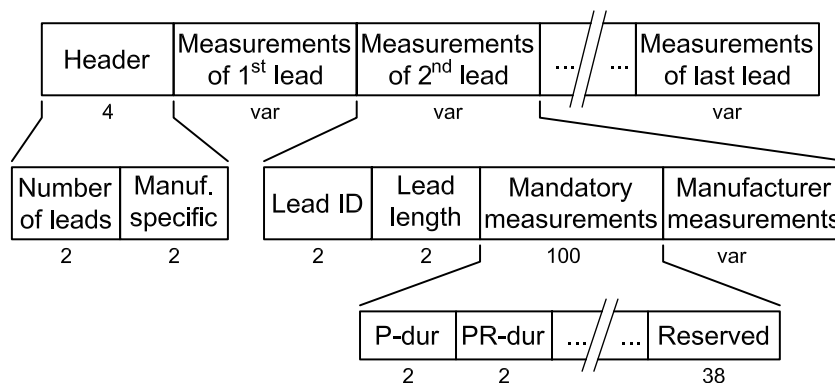 Header
Measurements
of 1st lead
Measurements
of 2nd lead
... ...
Measurements
of last lead
4
var
var
var
Number
of leads
Manuf.
specific
Lead ID
Lead
length
Mandatory
measurements
Manufacturer
measurements
2
2
2
2
100
var
P-dur
PR-dur
... ...
Reserved
2
2
38